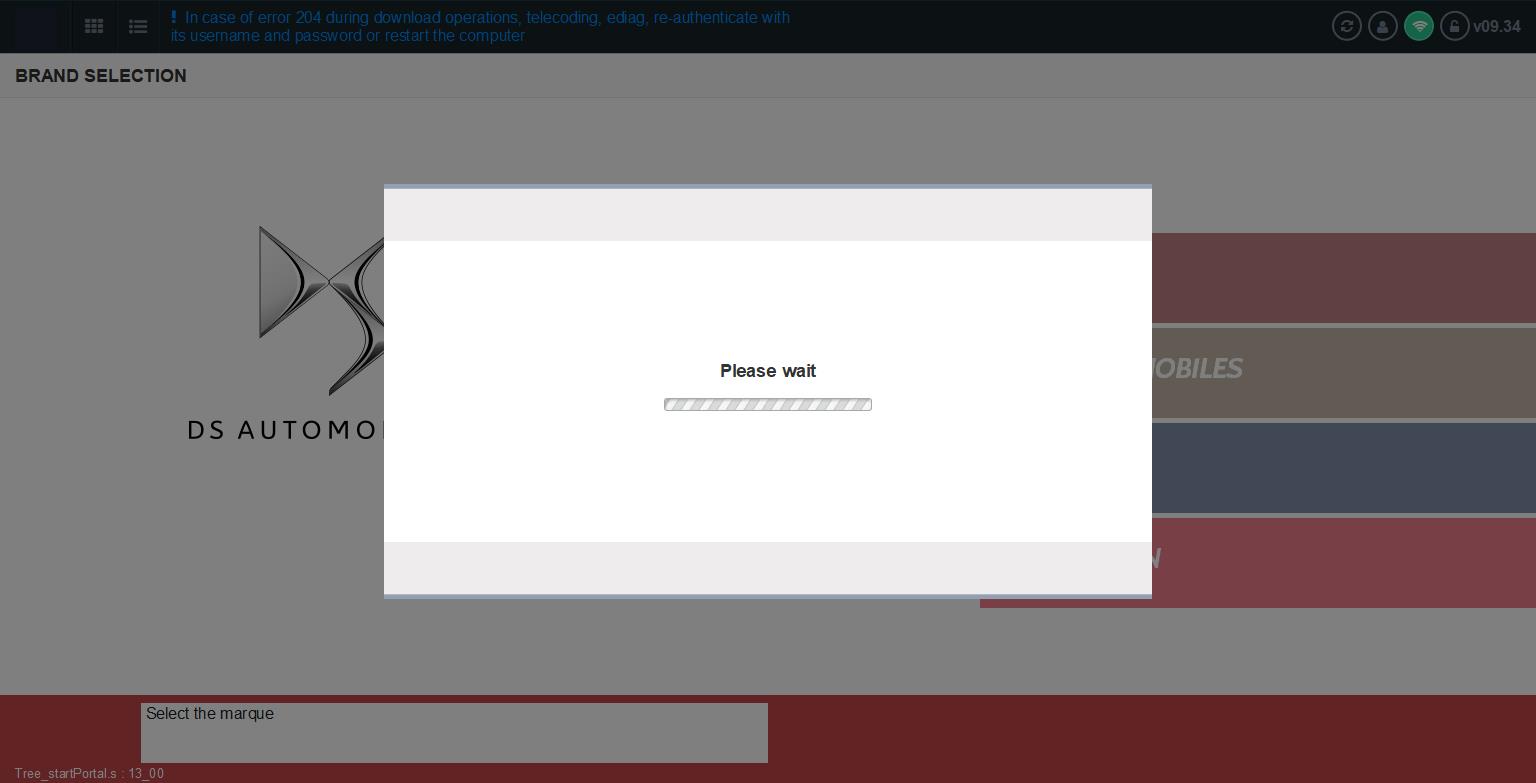 ! In case of error 204 during download operations, telecoding, ediag, re-authenticate with
its username and password or restart the computer
v09.34
BRAND SELECTION
DS AUTOMO
OBILES
Please wait
N
Select the marque
Tree_startPortal.s : 13_00